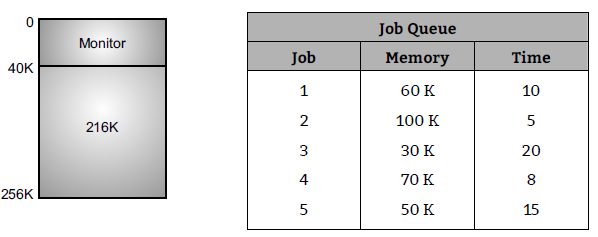 0
Monitor
40K
216K
256K
Job Queue
Job Memory Time
1 60 K 10
2 100 K 5
3 30 K 20
4 70 K 8
5 50 K 15